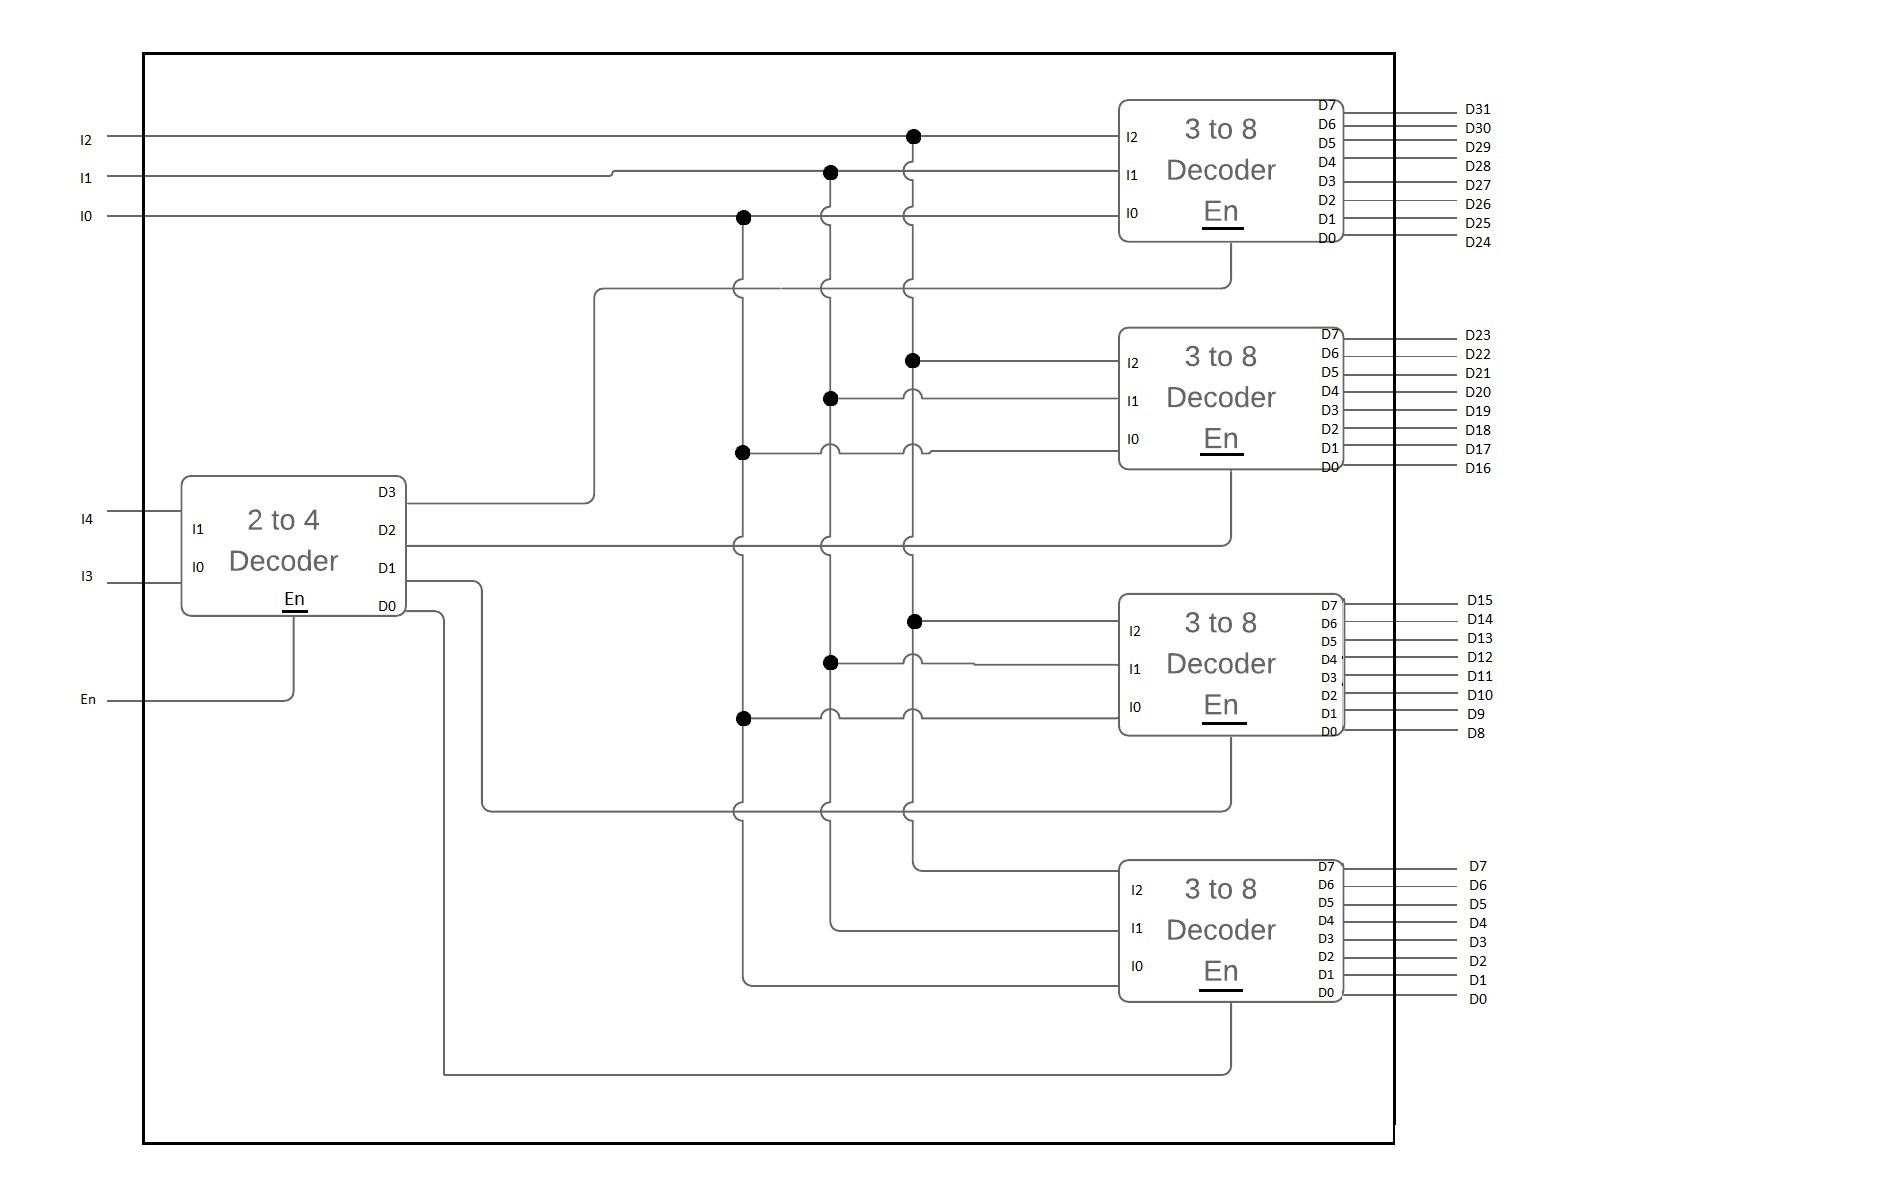 I2
I1
I0
I2
I1
I0
3 to 8
Decoder
En
D7
D6
D5
D4
D3
D2
D1
D0
D31
D30
D29
D28
D27
D26
D25
D24
I2
I1
I0
3 to 8
Decoder
En
D7
D6
D5
D4
D3
D2
D1
D0
D23
D22
D21
D20
D19
D18
D17
D16
I4
I3
En
I1
I0
2 to 4
Decoder
En
D3
D2
D1
D0
I2
I1
I0
3 to 8
Decoder
En
D7
D6
D5
D4
D3
D2
D1
D0
D15
D14
D13
D12
D11
D10
D9
D8
I2
I1
I0
3 to 8
Decoder
En
D7
D6
D5
D4
D3
D2
D1
D0
D7
D6
D5
D4
D3
D2
D1
D0